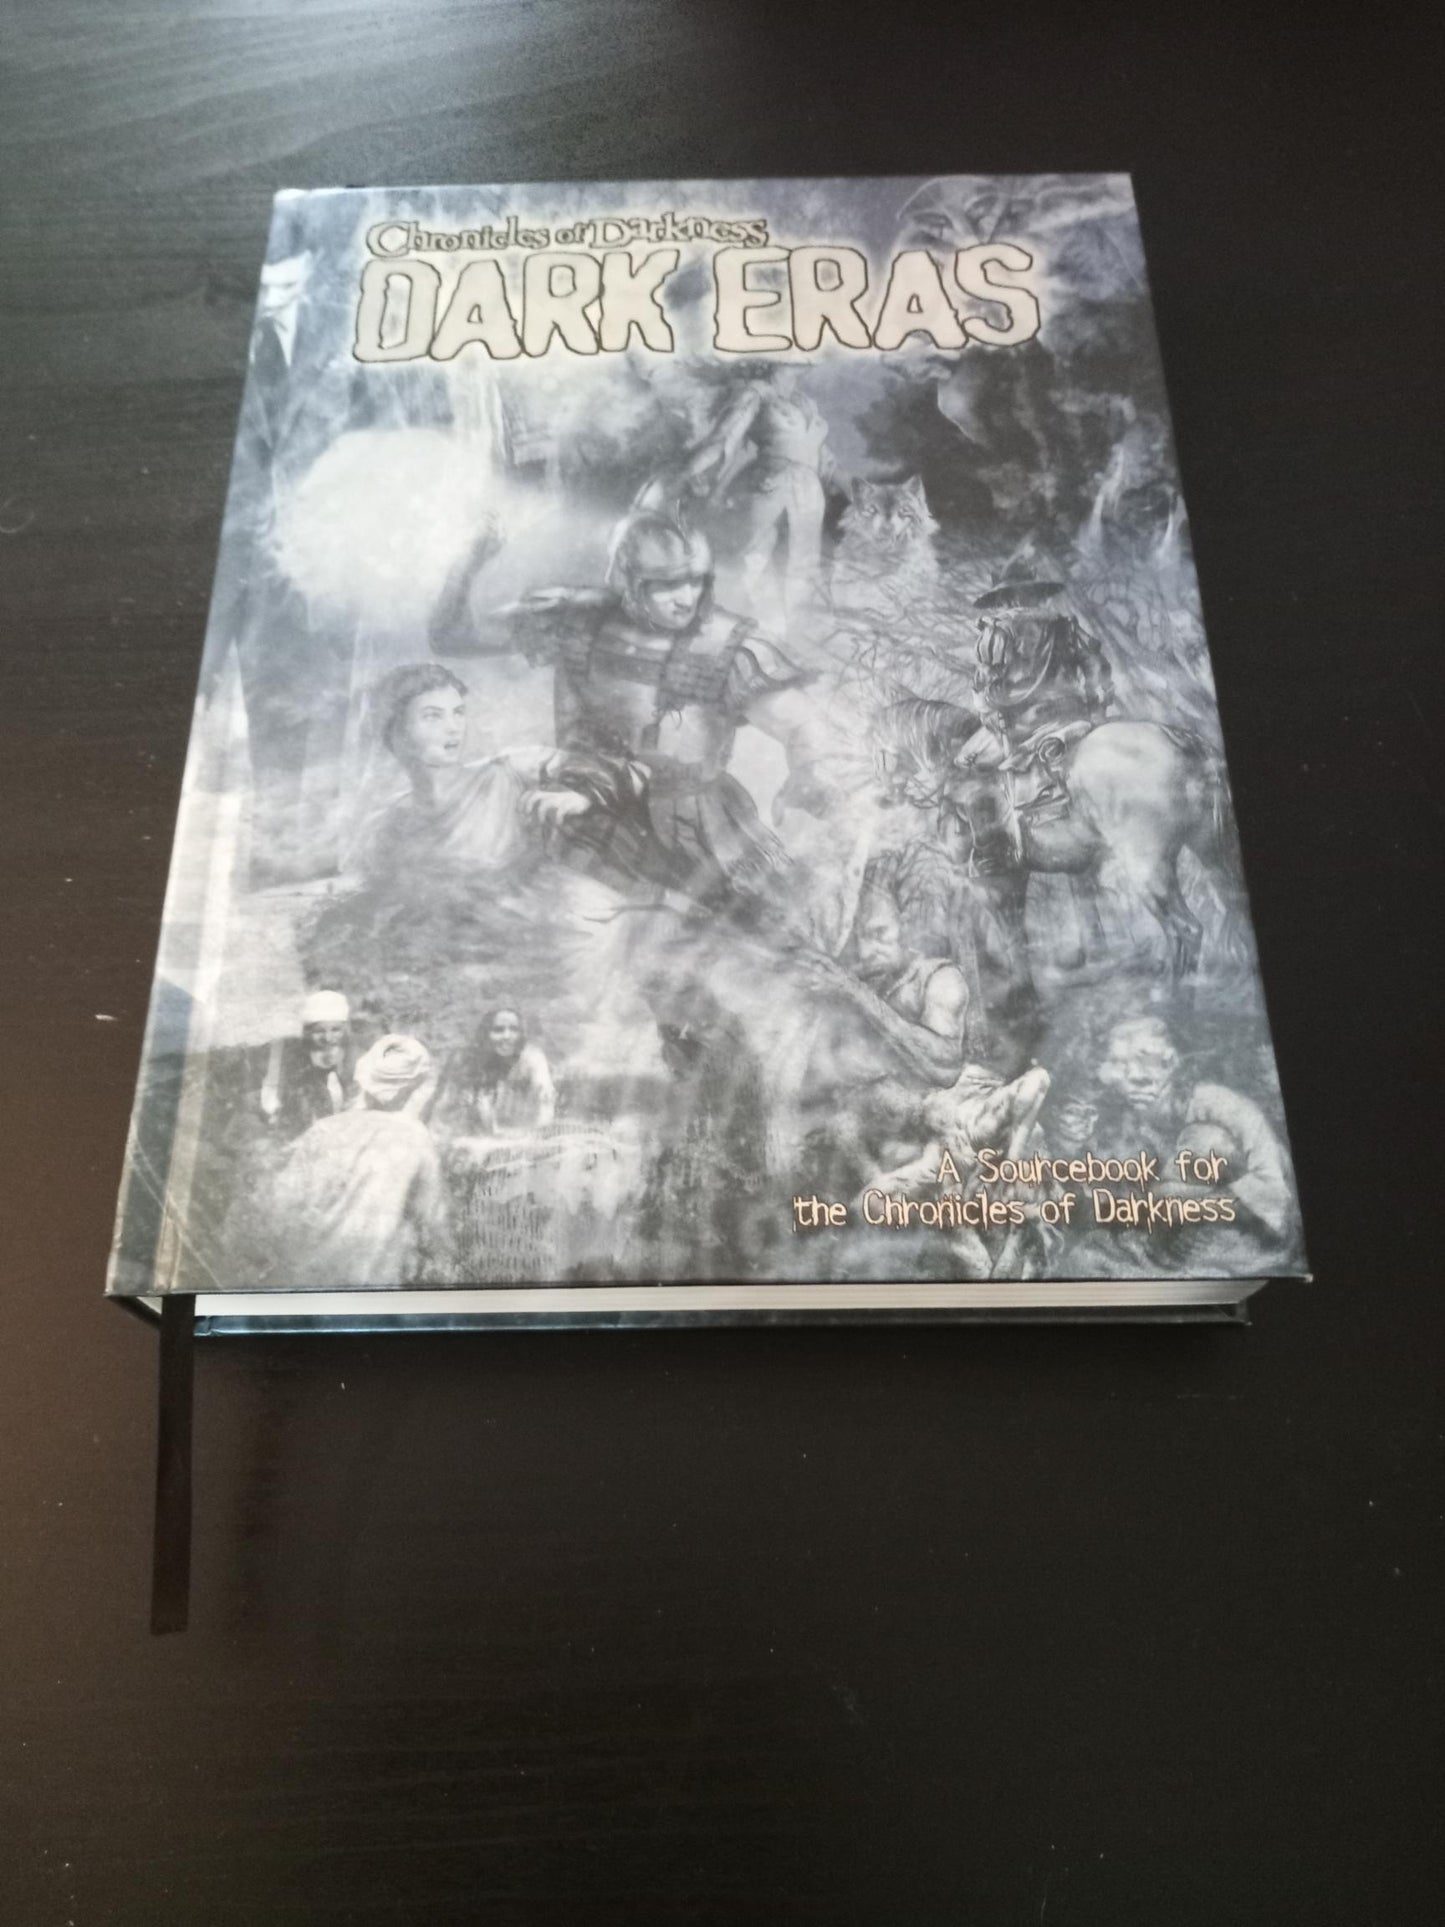 Chronicles of Darkness
DARK ERAS
A Sourcebook for
the Chronicles of Darkness